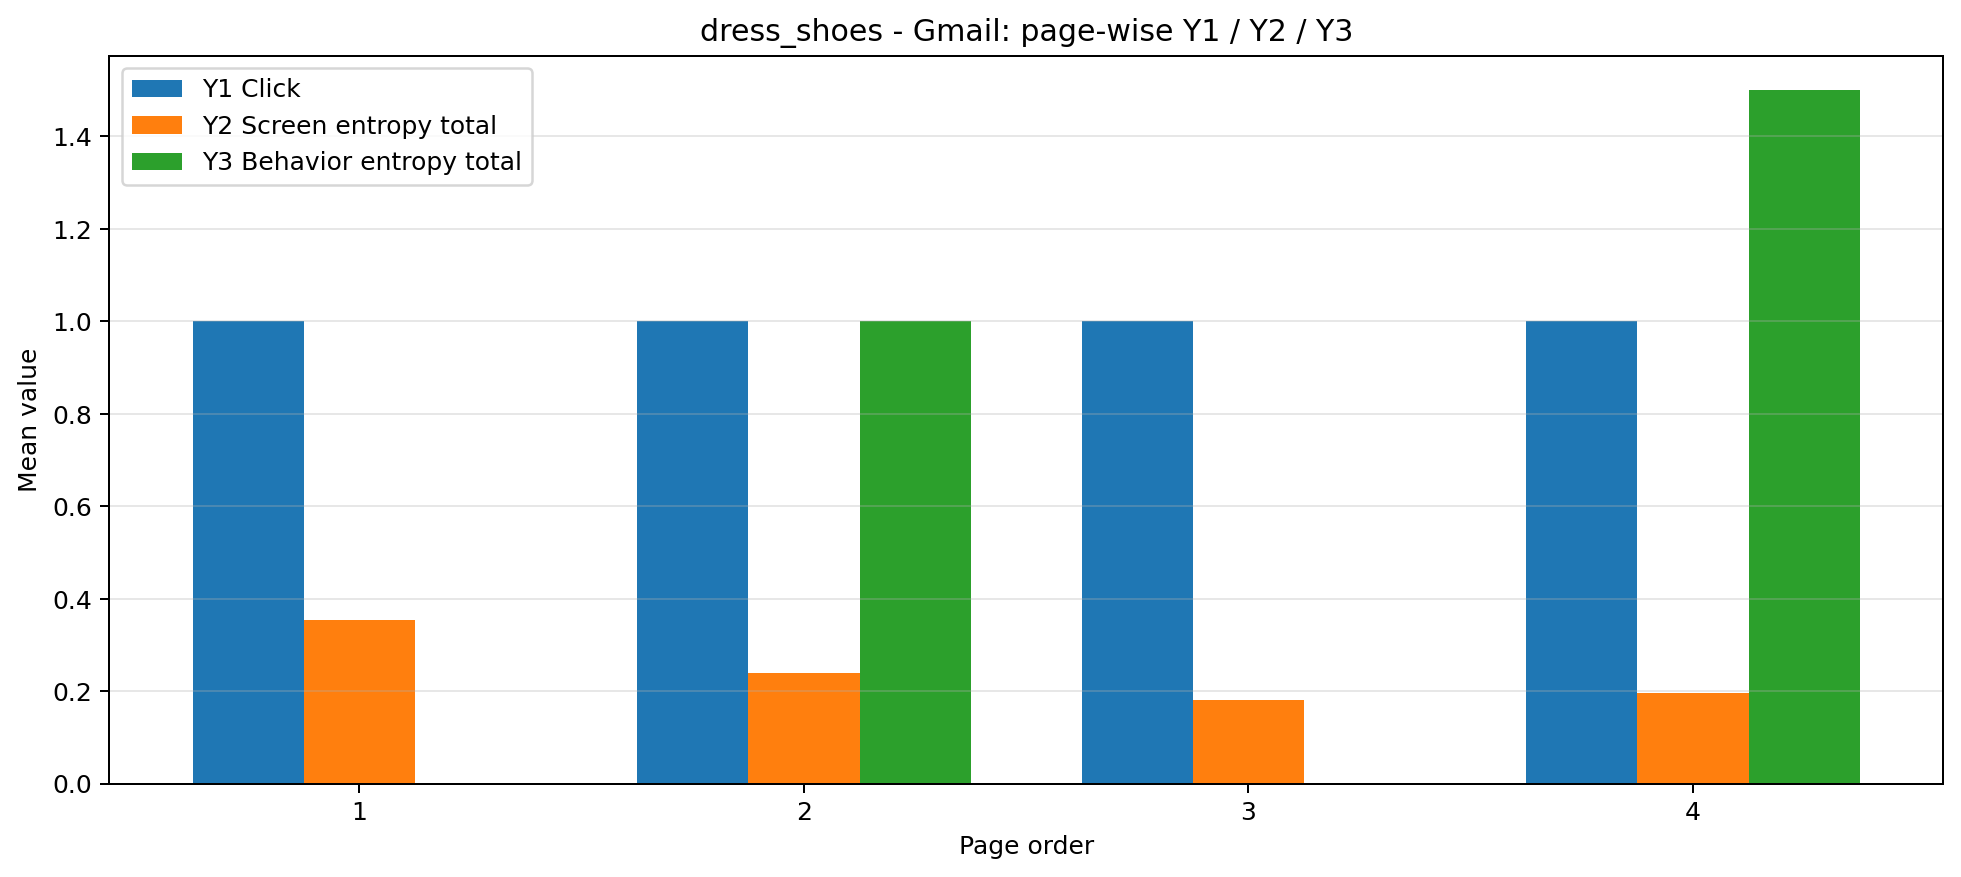 dress_shoes - Gmail: page-wise Y1 / Y2 / Y3
Y1 Click
Y2 Screen entropy total
Y3 Behavior entropy total
Mean value
1.4
1.2
1.0
0.8
0.6
0.4
0.2
0.0
1 2 3 4
Page order